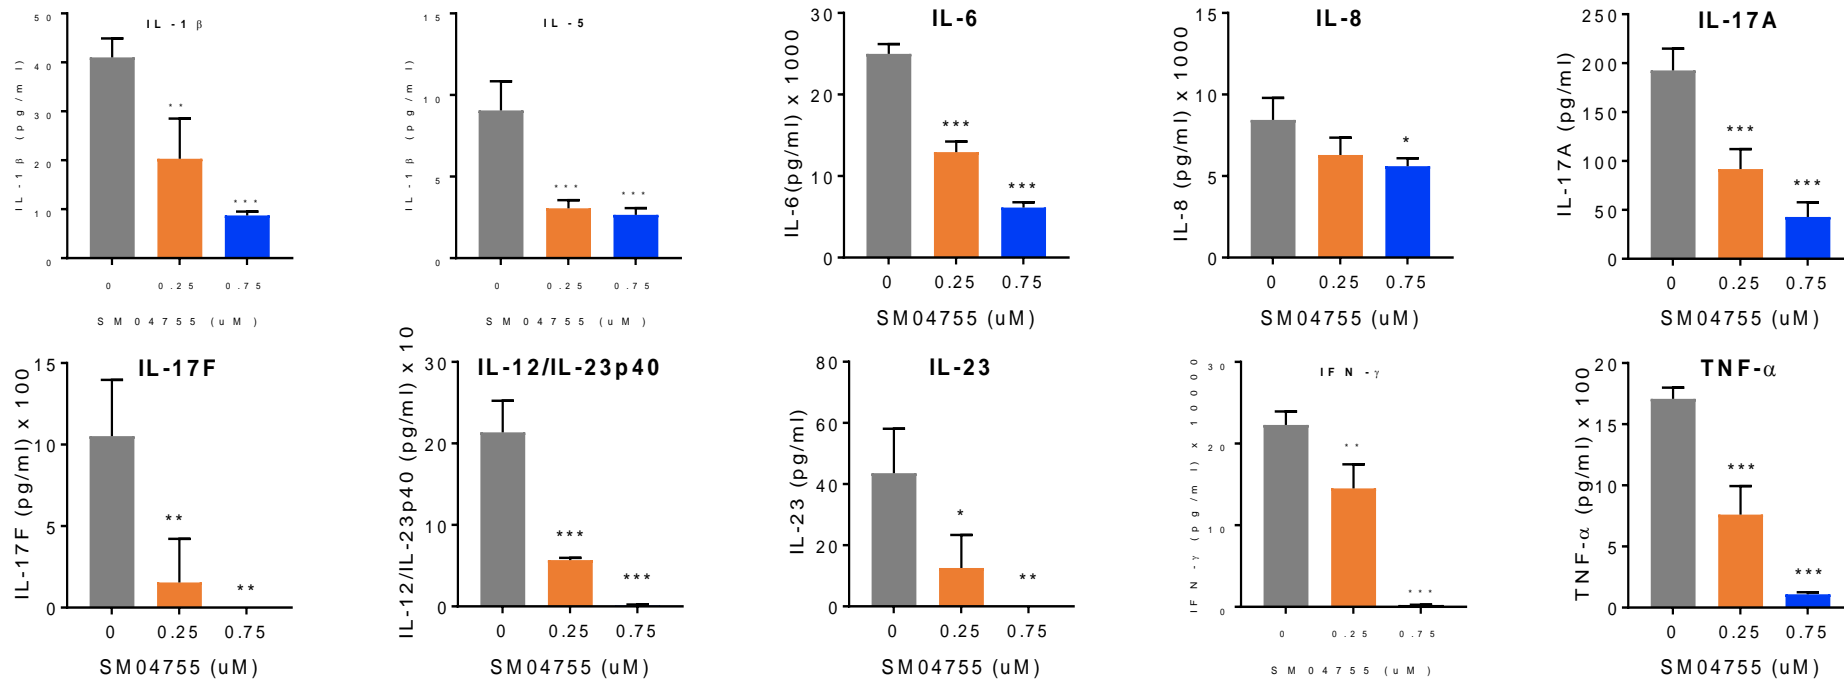 IL-1 β
IL-1 β (pg/ml)
50
40
30
20
10
0
**
***
0 0.25 0.75
SM04755 (uM)
IL-5
IL-1 β (pg/ml)
15
10
5
0
***
***
0 0.25 0.75
SM04755 (uM)
IL-6
IL-6(pg/ml) x 1000
30
20
10
0
***
***
0 0.25 0.75
SM04755 (uM)
IL-8
IL-8 (pg/ml) x 1000
15
10
5
0
*
0 0.25 0.75
SM04755 (uM)
IL-17A
IL-17A (pg/ml)
250
200
150
100
50
0
***
***
0 0.25 0.75
SM04755 (uM)
IL-17F
IL-17F (pg/ml) x 100
15
10
5
0
**
**
0 0.25 0.75
SM04755 (uM)
IL-12/IL-23p40
IL-12/IL-23p40 (pg/ml) x 10
30
20
10
0
***
***
0 0.25 0.75
SM04755 (uM)
IL-23
IL-23 (pg/ml)
80
60
40
20
0
*
**
0 0.25 0.75
SM04755 (uM)
IFN-γ
IFN-γ (pg/ml) x 10000
30
20
10
0
**
***
0 0.25 0.75
SM04755 (uM)
TNF-α
TNF-α (pg/ml) x 100
20
15
10
5
0
***
***
0 0.25 0.75
SM04755 (uM)